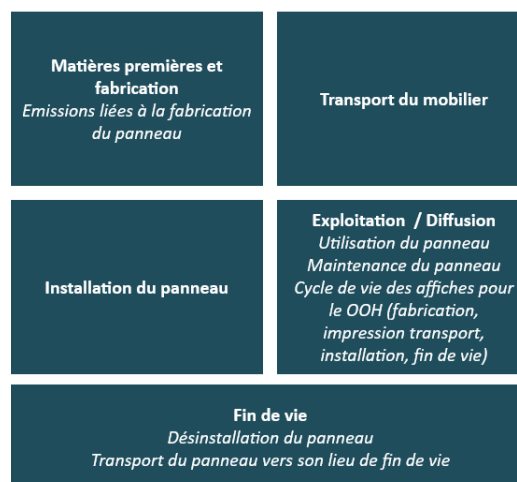 Matières premières et
fabrication
Emissions liées à la fabrication
du panneau
Transport du mobilier
Installation du panneau
Exploitation / Diffusion
Utilisation du panneau
Maintenance du panneau
Cycle de vie des affiches pour
le OOH (fabrication,
impression transport,
installation, fin de vie)
Fin de vie
Désinstallation du panneau
Transport du panneau vers son lieu de fin de vie